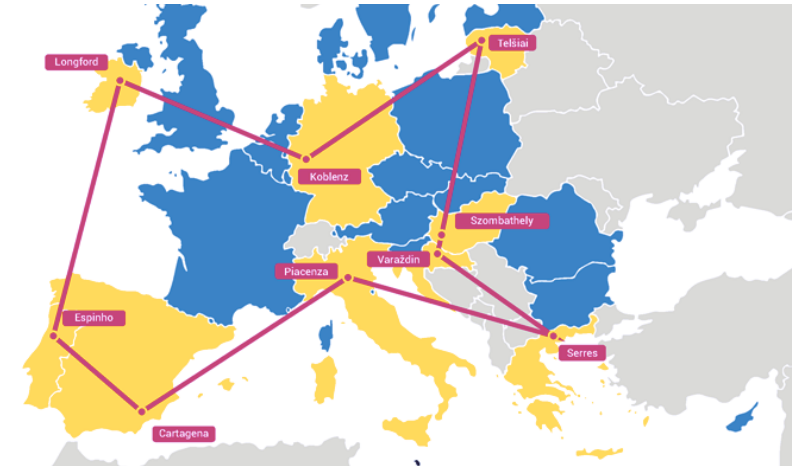 Telšiai
Longford
Koblenz
Szombathely
Varaždin
Piacenza
Espinho
Serres
Cartagena